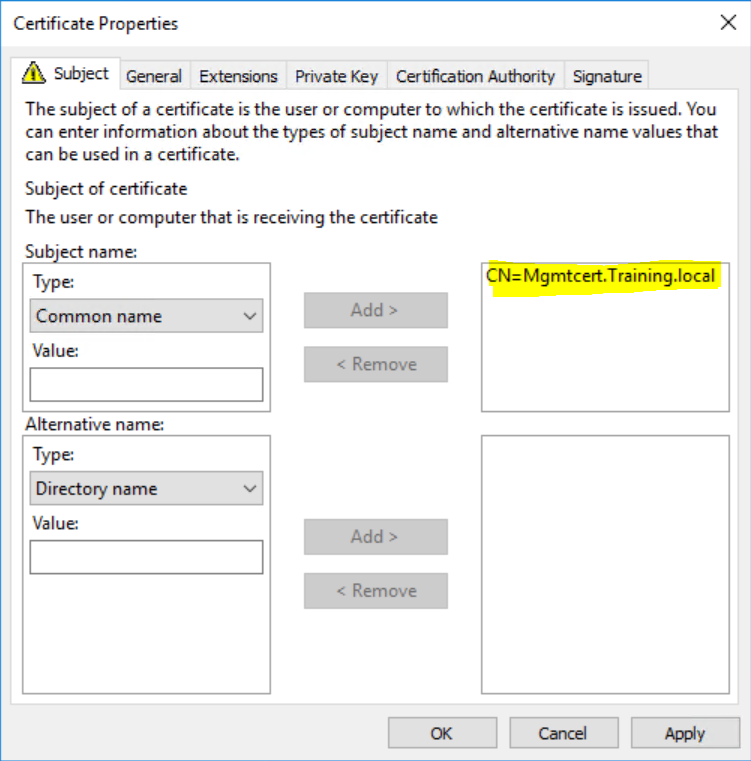 Certificate Properties
Subject General Extensions Private Key Certification Authority Signature
The subject of a certificate is the user or computer to which the certificate is issued. You
can enter information about the types of subject name and alternative name values that
can be used in a certificate.
Subject of certificate
The user or computer that is receiving the certificate
Subject name:
Type:
Common name
Value:
Add >
< Remove
CN=Mgmtcert.Training.local
Alternative name:
Type:
Directory name
Value:
Add >
< Remove
OK Cancel Apply